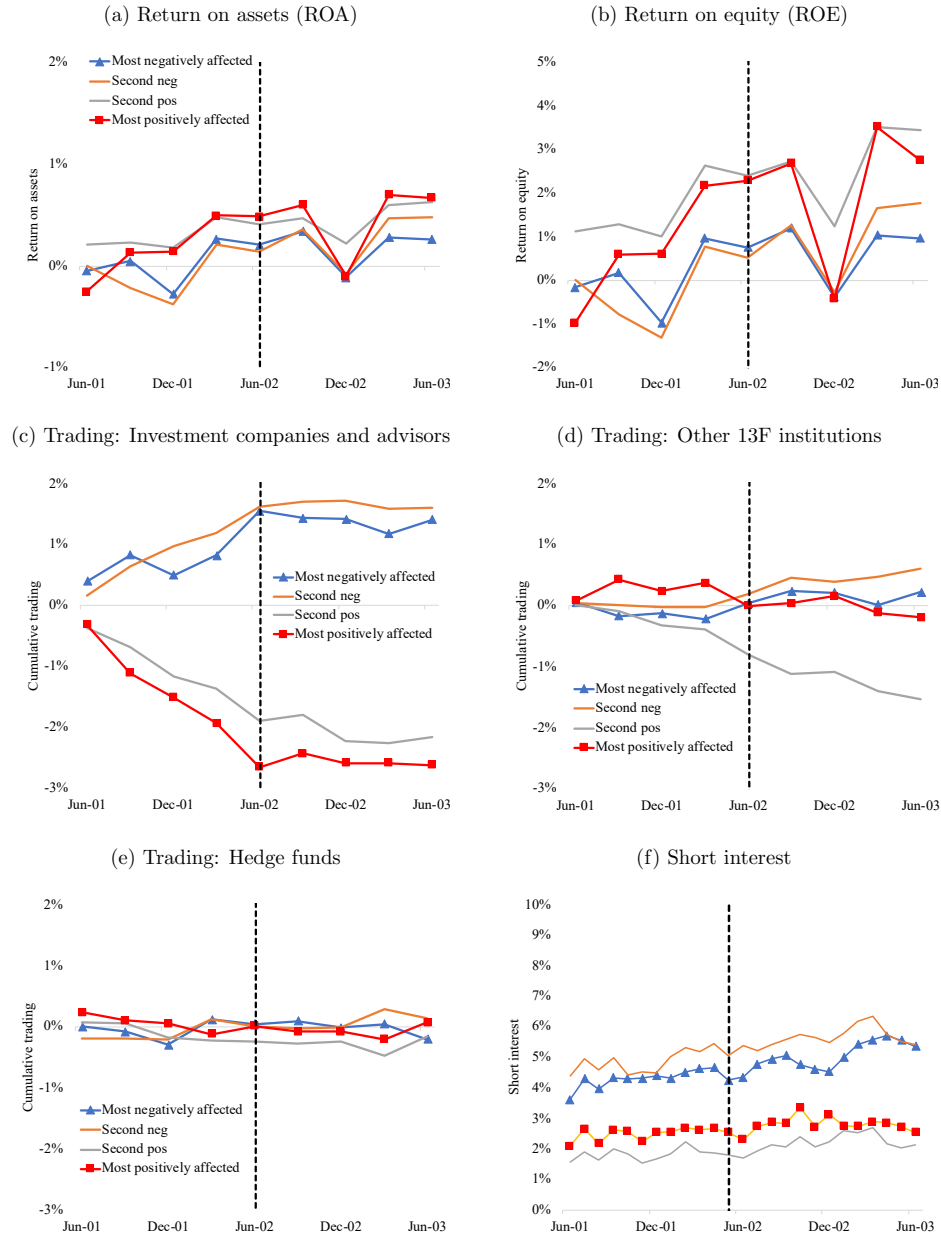 (a) Return on assets (ROA)
2%
1%
0%
-1%
Return on assets
Most negatively affected
Second neg
Second pos
Most positively affected
Jun-01 Dec-01 Jun-02 Dec-02 Jun-03
(b) Return on equity (ROE)
5%
4%
3%
2%
1%
0%
-1%
-2%
Return on equity
Jun-01 Dec-01 Jun-02 Dec-02 Jun-03
(c) Trading: Investment companies and advisors
2%
1%
0%
-1%
-2%
-3%
Cumulative trading
Most negatively affected
Second neg
Second pos
Most positively affected
Jun-01 Dec-01 Jun-02 Dec-02 Jun-03
(d) Trading: Other 13F institutions
2%
1%
0%
-1%
-2%
-3%
Cumulative trading
Most negatively affected
Second neg
Second pos
Most positively affected
Jun-01 Dec-01 Jun-02 Dec-02 Jun-03
(e) Trading: Hedge funds
2%
1%
0%
-1%
-2%
-3%
Cumulative trading
Most negatively affected
Second neg
Second pos
Most positively affected
Jun-01 Dec-01 Jun-02 Dec-02 Jun-03
(f) Short interest
10%
9%
8%
7%
6%
5%
4%
3%
2%
1%
0%
Short interest
Jun-01 Dec-01 Jun-02 Dec-02 Jun-03